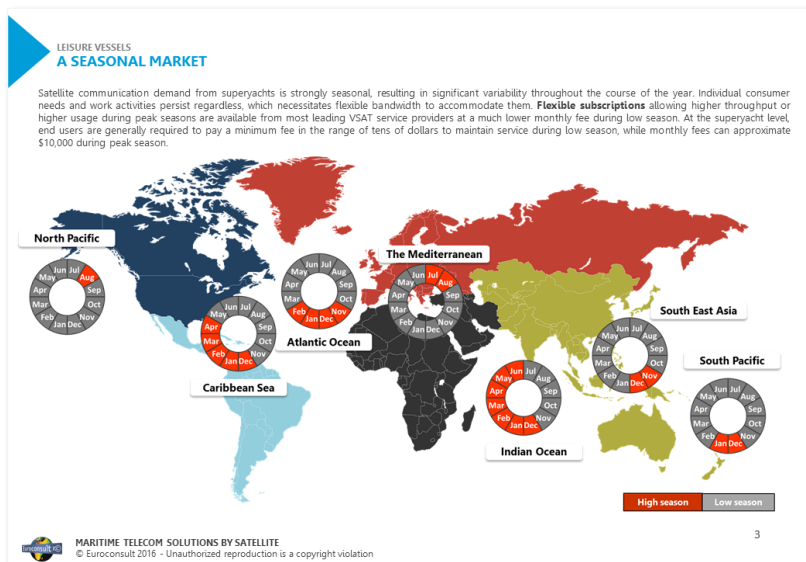 LEISURE VESSELS
A SEASONAL MARKET
Satellite communication demand from superyachts is strongly seasonal, resulting in significant variability throughout the course of the year. Individual consumer
needs and work activities persist regardless, which necessitates flexible bandwidth to accommodate them. Flexible subscriptions allowing higher throughput or
higher usage during peak seasons are available from most leading VSAT service providers at a much lower monthly fee during low season. At the superyacht level,
end users are generally required to pay a minimum fee in the range of tens of dollars to maintain service during low season, while monthly fees can approximate
$10,000 during peak season.
North Pacific
Jun Jul
May Aug
Apr Sep
Mar Oct
Feb Nov
Jan Dec
Caribbean Sea
Jun Jul
May Aug
Apr Sep
Mar Oct
Feb Nov
Jan Dec
Atlantic Ocean
Jun Jul
May Aug
Apr Sep
Mar Oct
Feb Nov
Jan Dec
The Mediterranean
Jun Jul
May Aug
Apr Sep
Mar Oct
Feb Nov
Jan Dec
Indian Ocean
Jun Jul
May Aug
Apr Sep
Mar Oct
Feb Nov
Jan Dec
South East Asia
Jun Jul
May Aug
Apr Sep
Mar Oct
Feb Nov
Jan Dec
South Pacific
Jun Jul
May Aug
Apr Sep
Mar Oct
Feb Nov
Jan Dec
High season
Low season
3
Euroconsult
MARITIME TELECOM SOLUTIONS BY SATELLITE
© Euroconsult 2016 - Unauthorized reproduction is a copyright violation